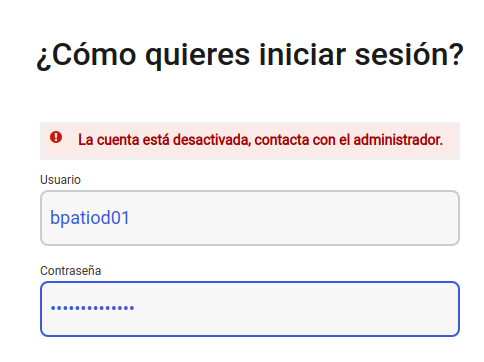 ¿Cómo quieres iniciar sesión?
La cuenta está desactivada, contacta con el administrador.
Usuario
bpatiod01
Contraseña
••••••••••••••